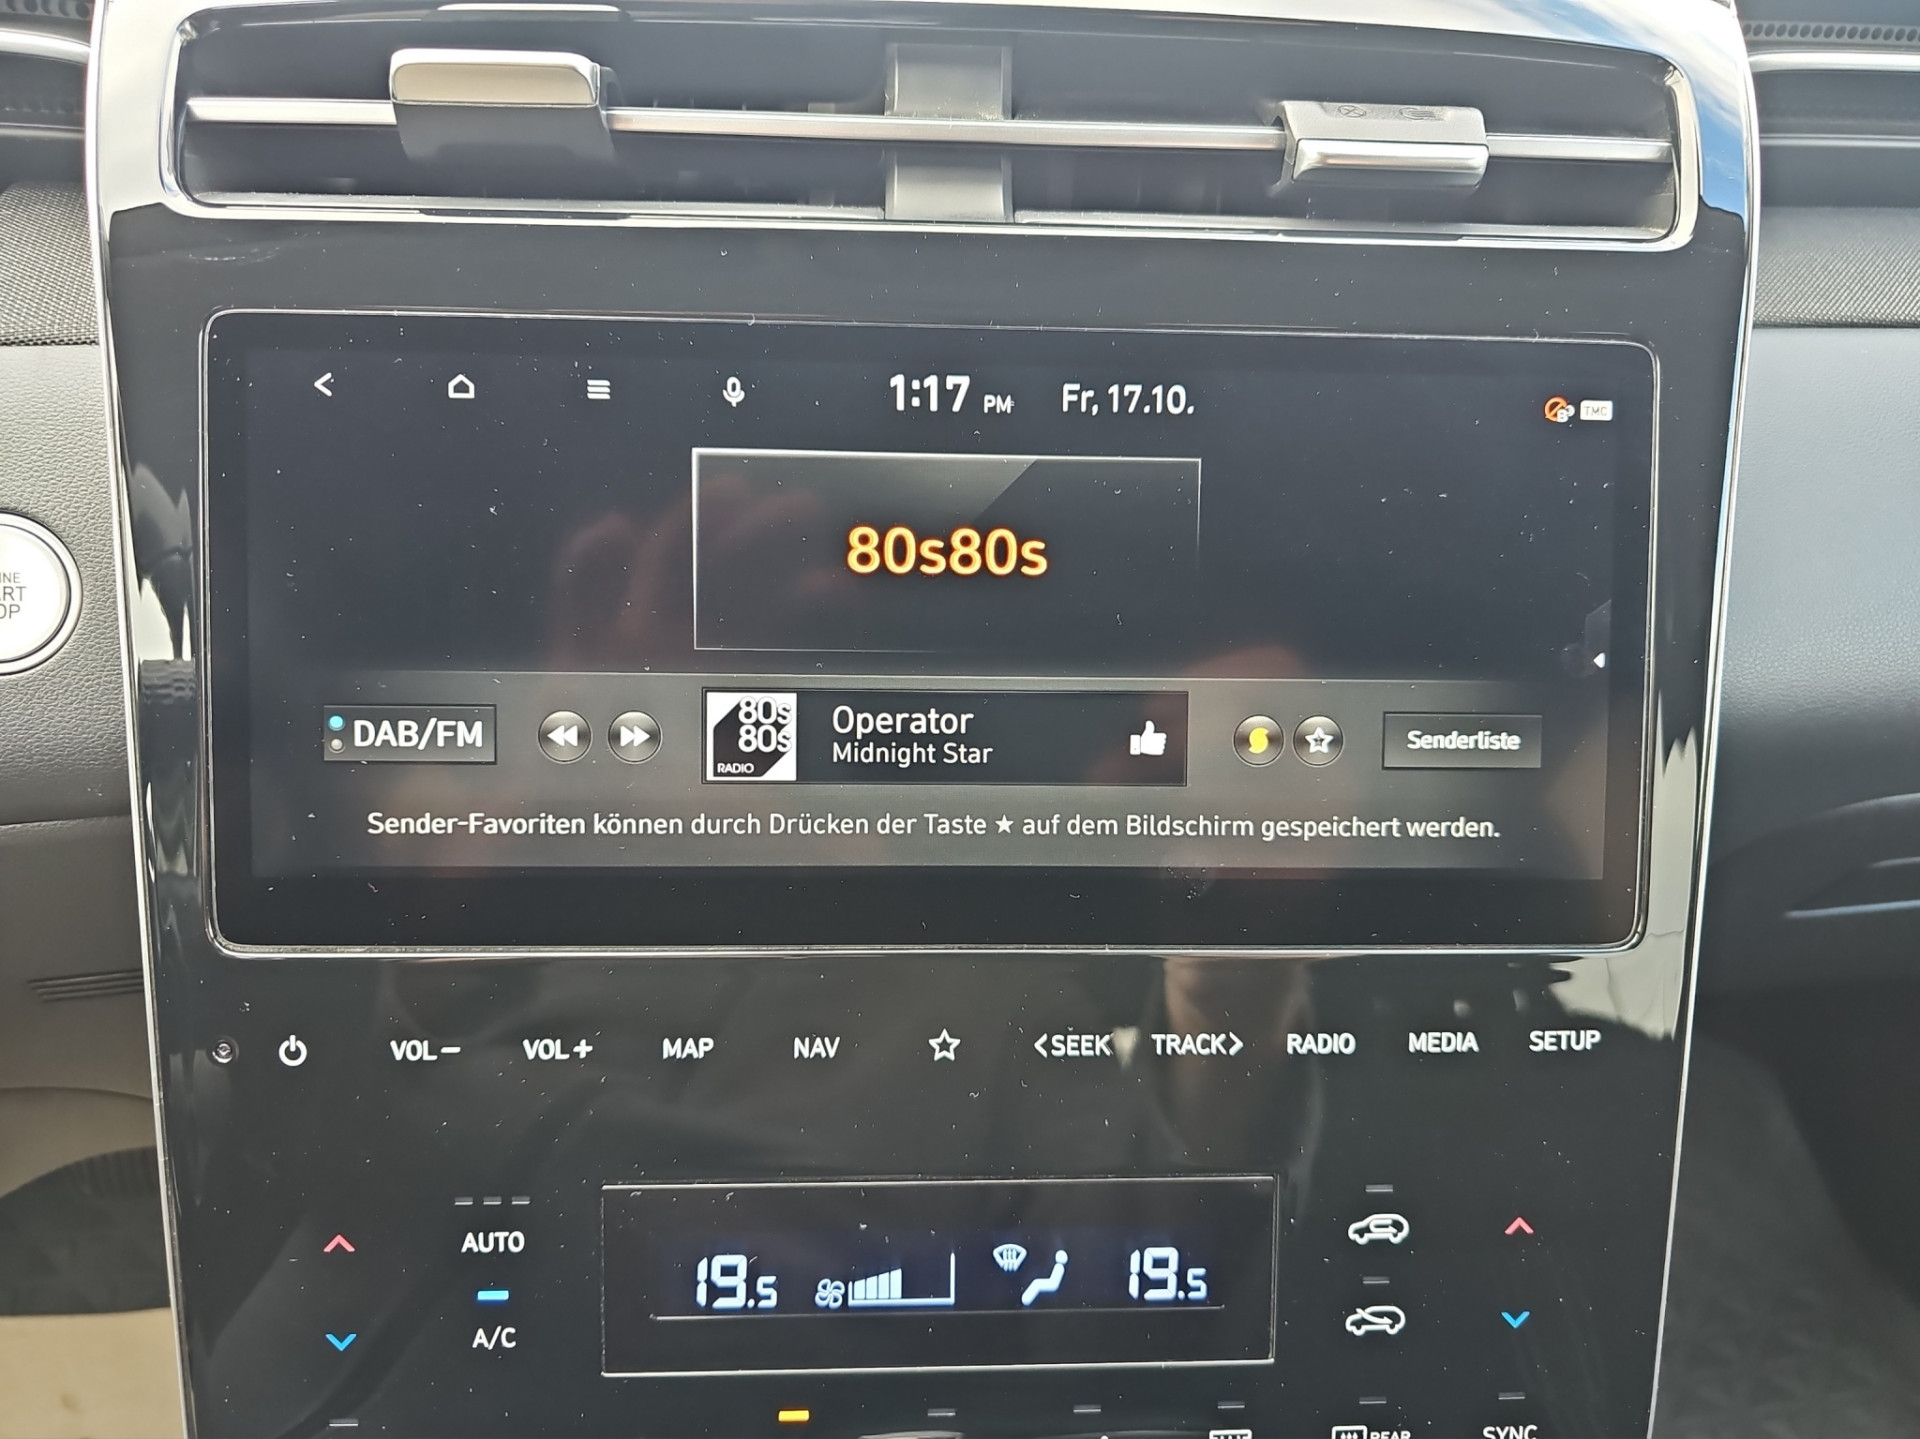 1:17 PM Fr, 17.10.
TMC
80s80s
DAB/FM
80s
80s
RADIO
Operator
Midnight Star
Senderliste
Sender-Favoriten können durch Drücken der Taste ★ auf dem Bildschirm gespeichert werden.
VOL− VOL+ MAP NAV ☆ <SEEK TRACK> RADIO MEDIA SETUP
AUTO
19.5 19.5
A/C
REAR
SYNC